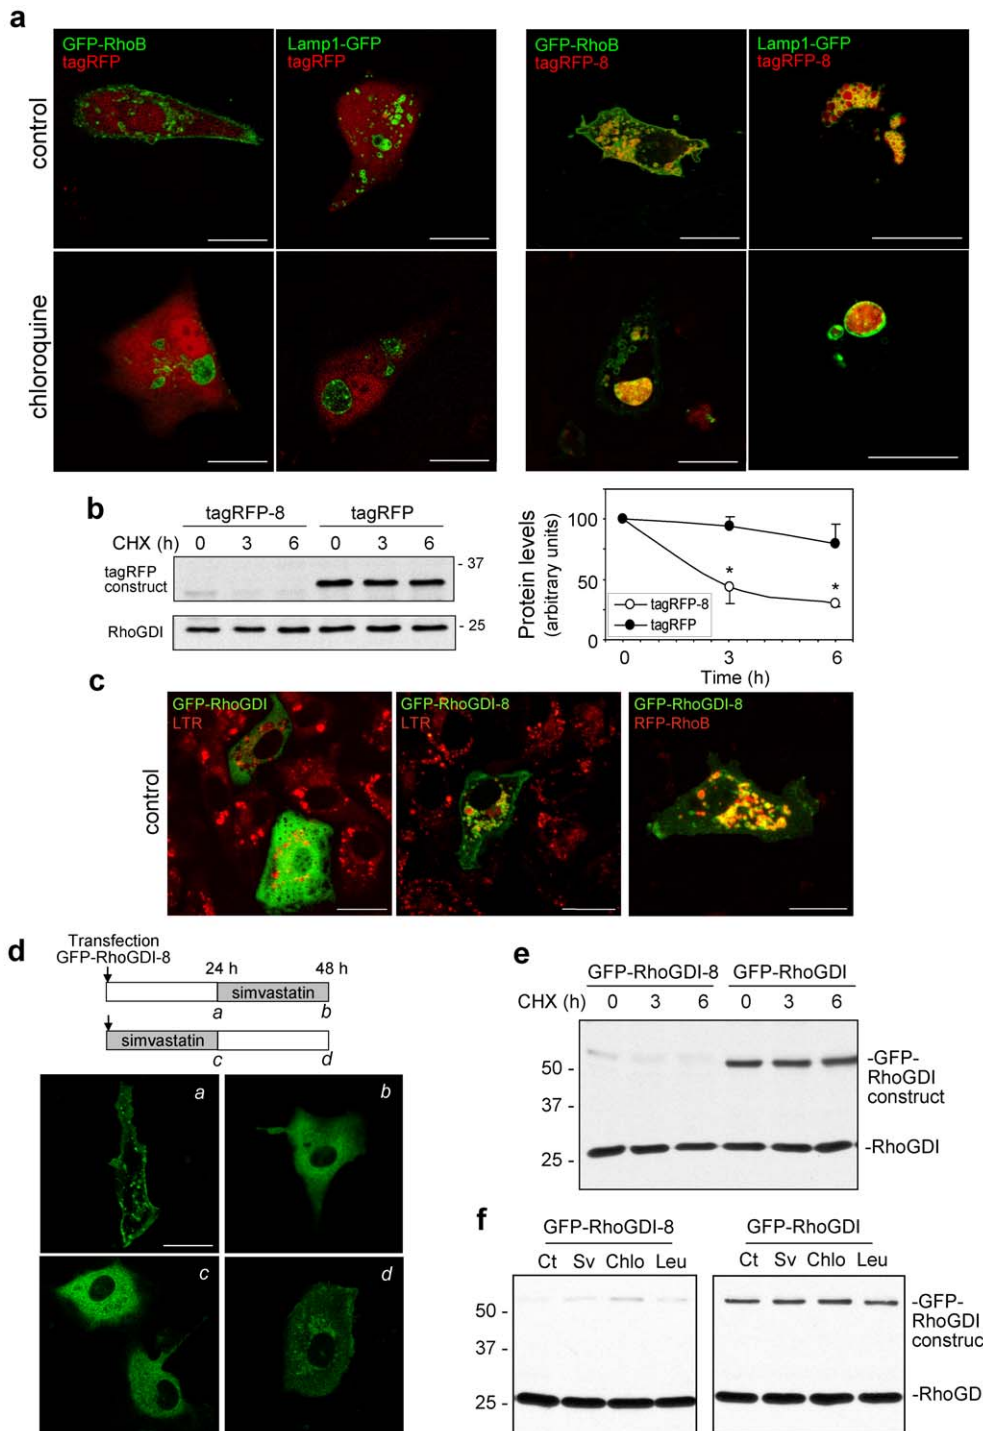 a
GFP-RhoB
tagRFP
Lamp1-GFP
tagRFP
GFP-RhoB
tagRFP-8
Lamp1-GFP
tagRFP-8
control
chloroquine
b
tagRFP-8 tagRFP
CHX (h) 0 3 6 0 3 6
tagRFP
construct
- 37
RhoGDI
- 25
Protein levels
(arbitrary units)
100
50
0
tagRFP-8
tagRFP
*
*
0 3 6
Time (h)
c
control
GFP-RhoGDI
LTR
GFP-RhoGDI-8
LTR
GFP-RhoGDI-8
RFP-RhoB
d
Transfection
GFP-RhoGDI-8
24 h 48 h
simvastatin
a b
simvastatin
c d
a
b
c
d
e
GFP-RhoGDI-8 GFP-RhoGDI
CHX (h) 0 3 6 0 3 6
50 -
37 -
25 -
-GFP-
RhoGDI
construct
-RhoGDI
f
GFP-RhoGDI-8 GFP-RhoGDI
Ct Sv Chlo Leu Ct Sv Chlo Leu
50 -
37 -
25 -
-GFP-
RhoGDI
construc
-RhoGD